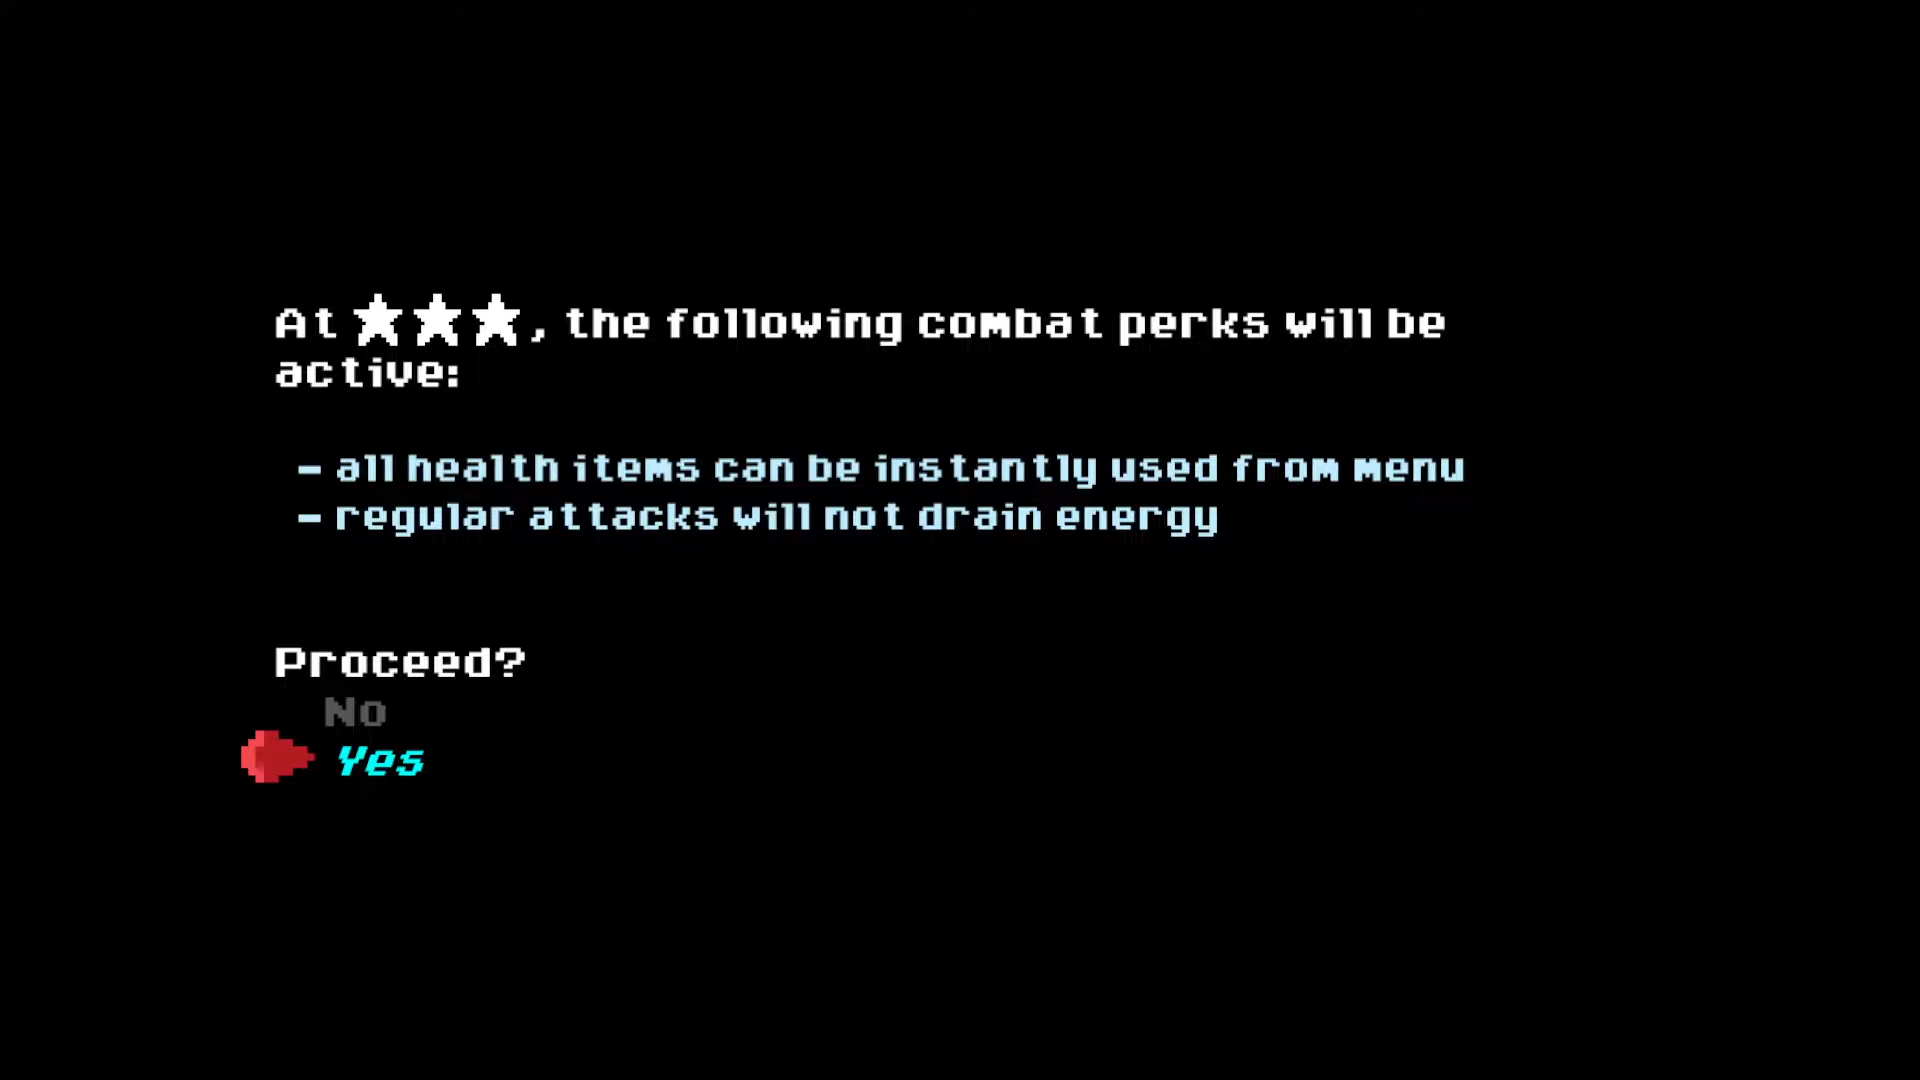 At ★★★, the following combat perks will be
active:
- all health items can be instantly used from menu
- regular attacks will not drain energy
Proceed?
No
Yes